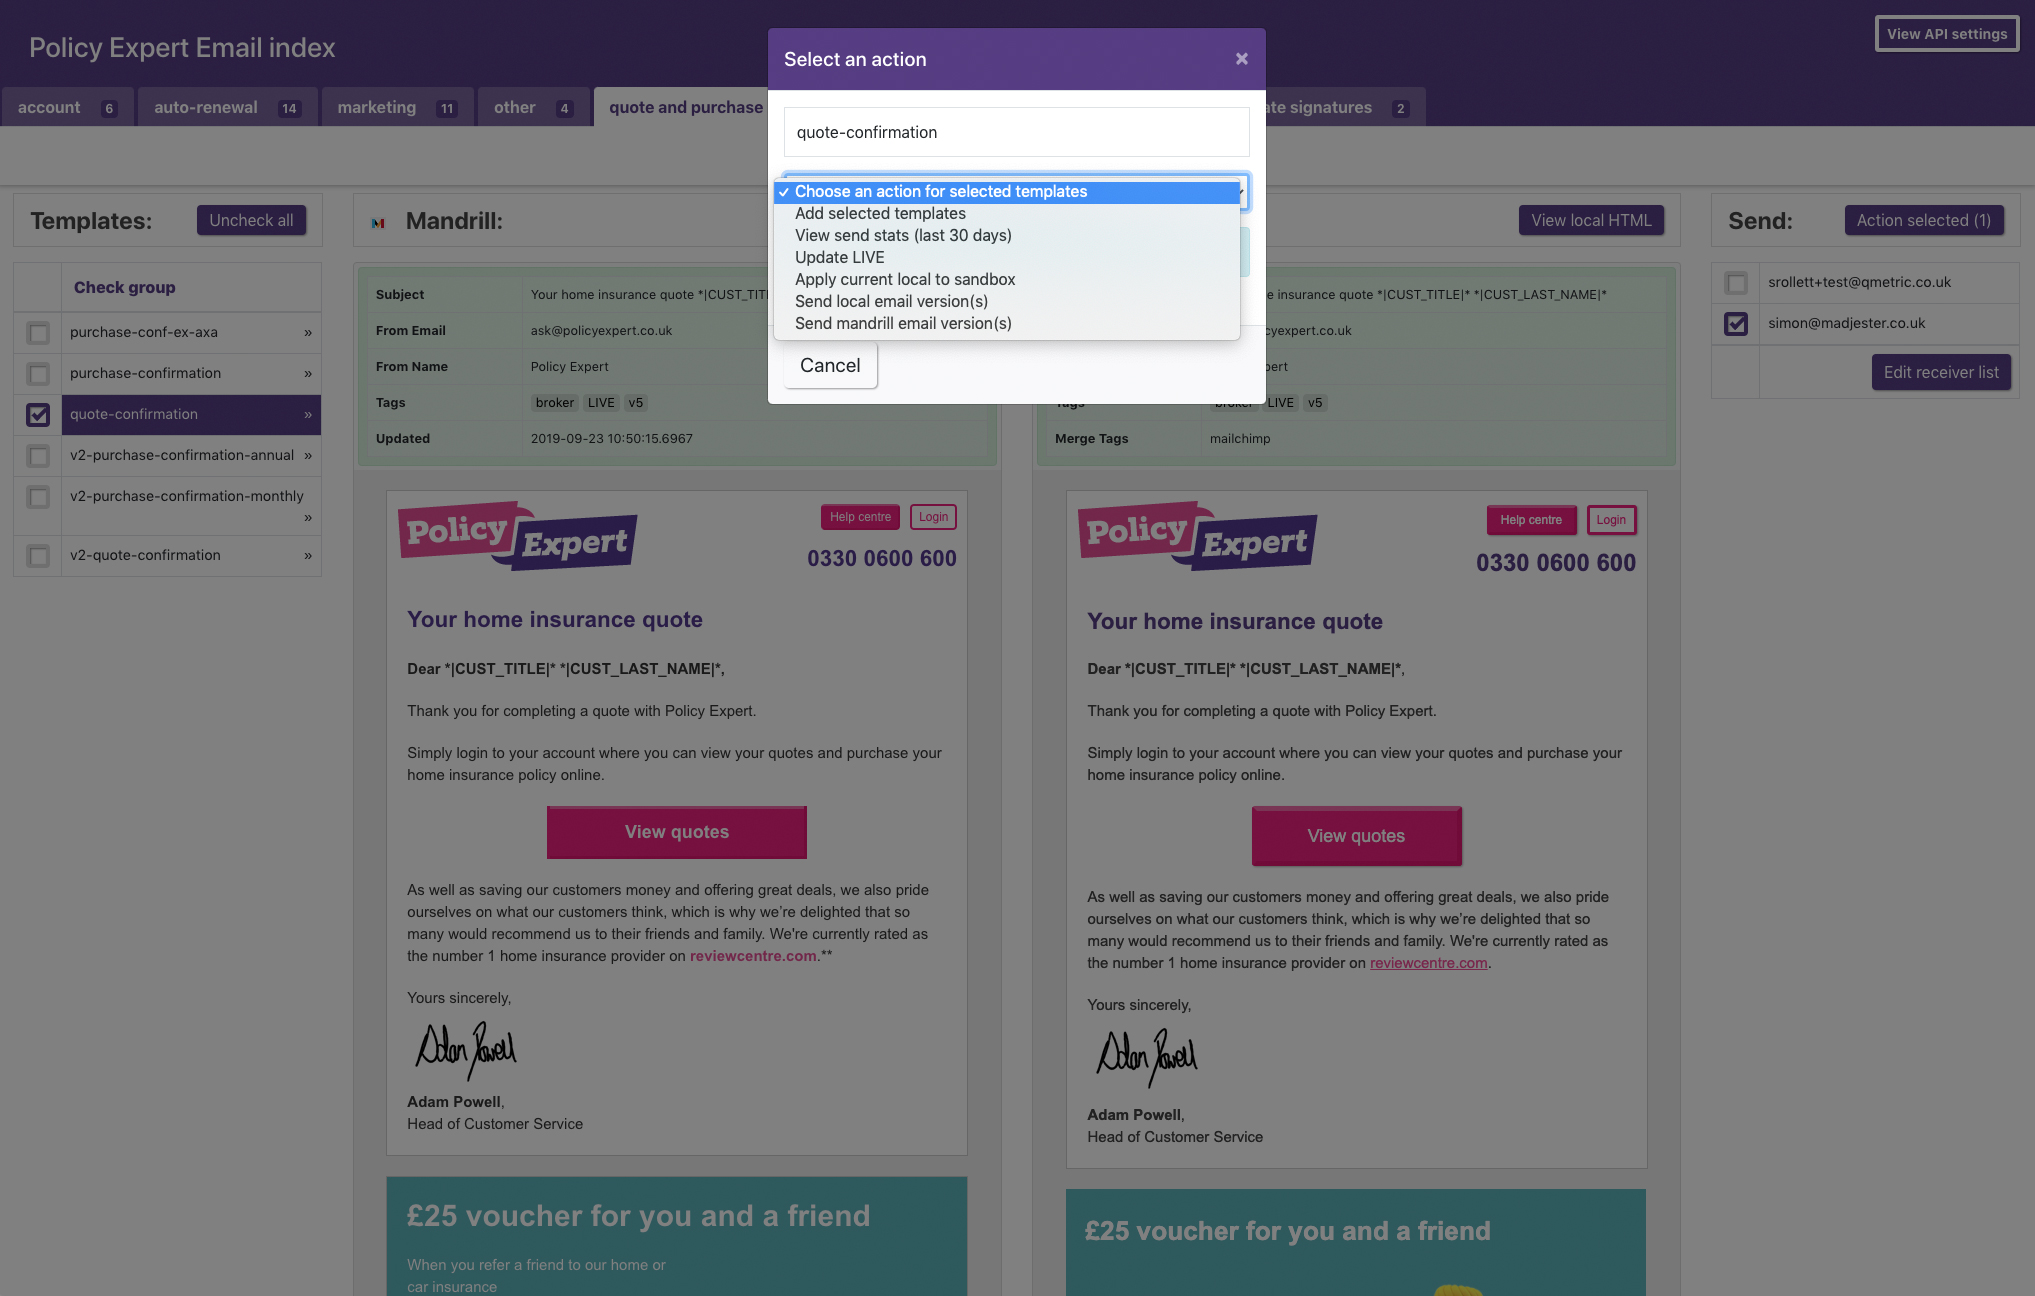 Policy Expert Email index
View API settings
account 6
auto-renewal 14
marketing 11
other 4
quote and purchase
ate signatures 2
Select an action
×
quote-confirmation
✓ Choose an action for selected templates
Add selected templates
View send stats (last 30 days)
Update LIVE
Apply current local to sandbox
Send local email version(s)
Send mandrill email version(s)
Cancel
Templates:
Uncheck all
Check group
purchase-conf-ex-axa »
purchase-confirmation »
quote-confirmation »
v2-purchase-confirmation-annual »
v2-purchase-confirmation-monthly
»
v2-quote-confirmation »
Mandrill:
Subject Your home insurance quote *|CUST_TITL
From Email ask@policyexpert.co.uk
From Name Policy Expert
Tags broker LIVE v5
Updated 2019-09-23 10:50:15.6967
Policy Expert
Help centre
Login
0330 0600 600
Your home insurance quote
Dear *|CUST_TITLE|* *|CUST_LAST_NAME|*,
Thank you for completing a quote with Policy Expert.
Simply login to your account where you can view your quotes and purchase your
home insurance policy online.
View quotes
As well as saving our customers money and offering great deals, we also pride
ourselves on what our customers think, which is why we're delighted that so
many would recommend us to their friends and family. We're currently rated as
the number 1 home insurance provider on reviewcentre.com.**
Yours sincerely,
Adam Powell
Adam Powell,
Head of Customer Service
£25 voucher for you and a friend
When you refer a friend to our home or
car insurance
View local HTML
e insurance quote *|CUST_TITLE|* *|CUST_LAST_NAME|*
cyexpert.co.uk
pert
Tags broker LIVE v5
Merge Tags mailchimp
Policy Expert
Help centre
Login
0330 0600 600
Your home insurance quote
Dear *|CUST_TITLE|* *|CUST_LAST_NAME|*,
Thank you for completing a quote with Policy Expert.
Simply login to your account where you can view your quotes and purchase your
home insurance policy online.
View quotes
As well as saving our customers money and offering great deals, we also pride
ourselves on what our customers think, which is why we're delighted that so
many would recommend us to their friends and family. We're currently rated as
the number 1 home insurance provider on reviewcentre.com.
Yours sincerely,
Adam Powell
Adam Powell,
Head of Customer Service
£25 voucher for you and a friend
Send:
Action selected (1)
srollett+test@qmetric.co.uk
simon@madjester.co.uk
Edit receiver list